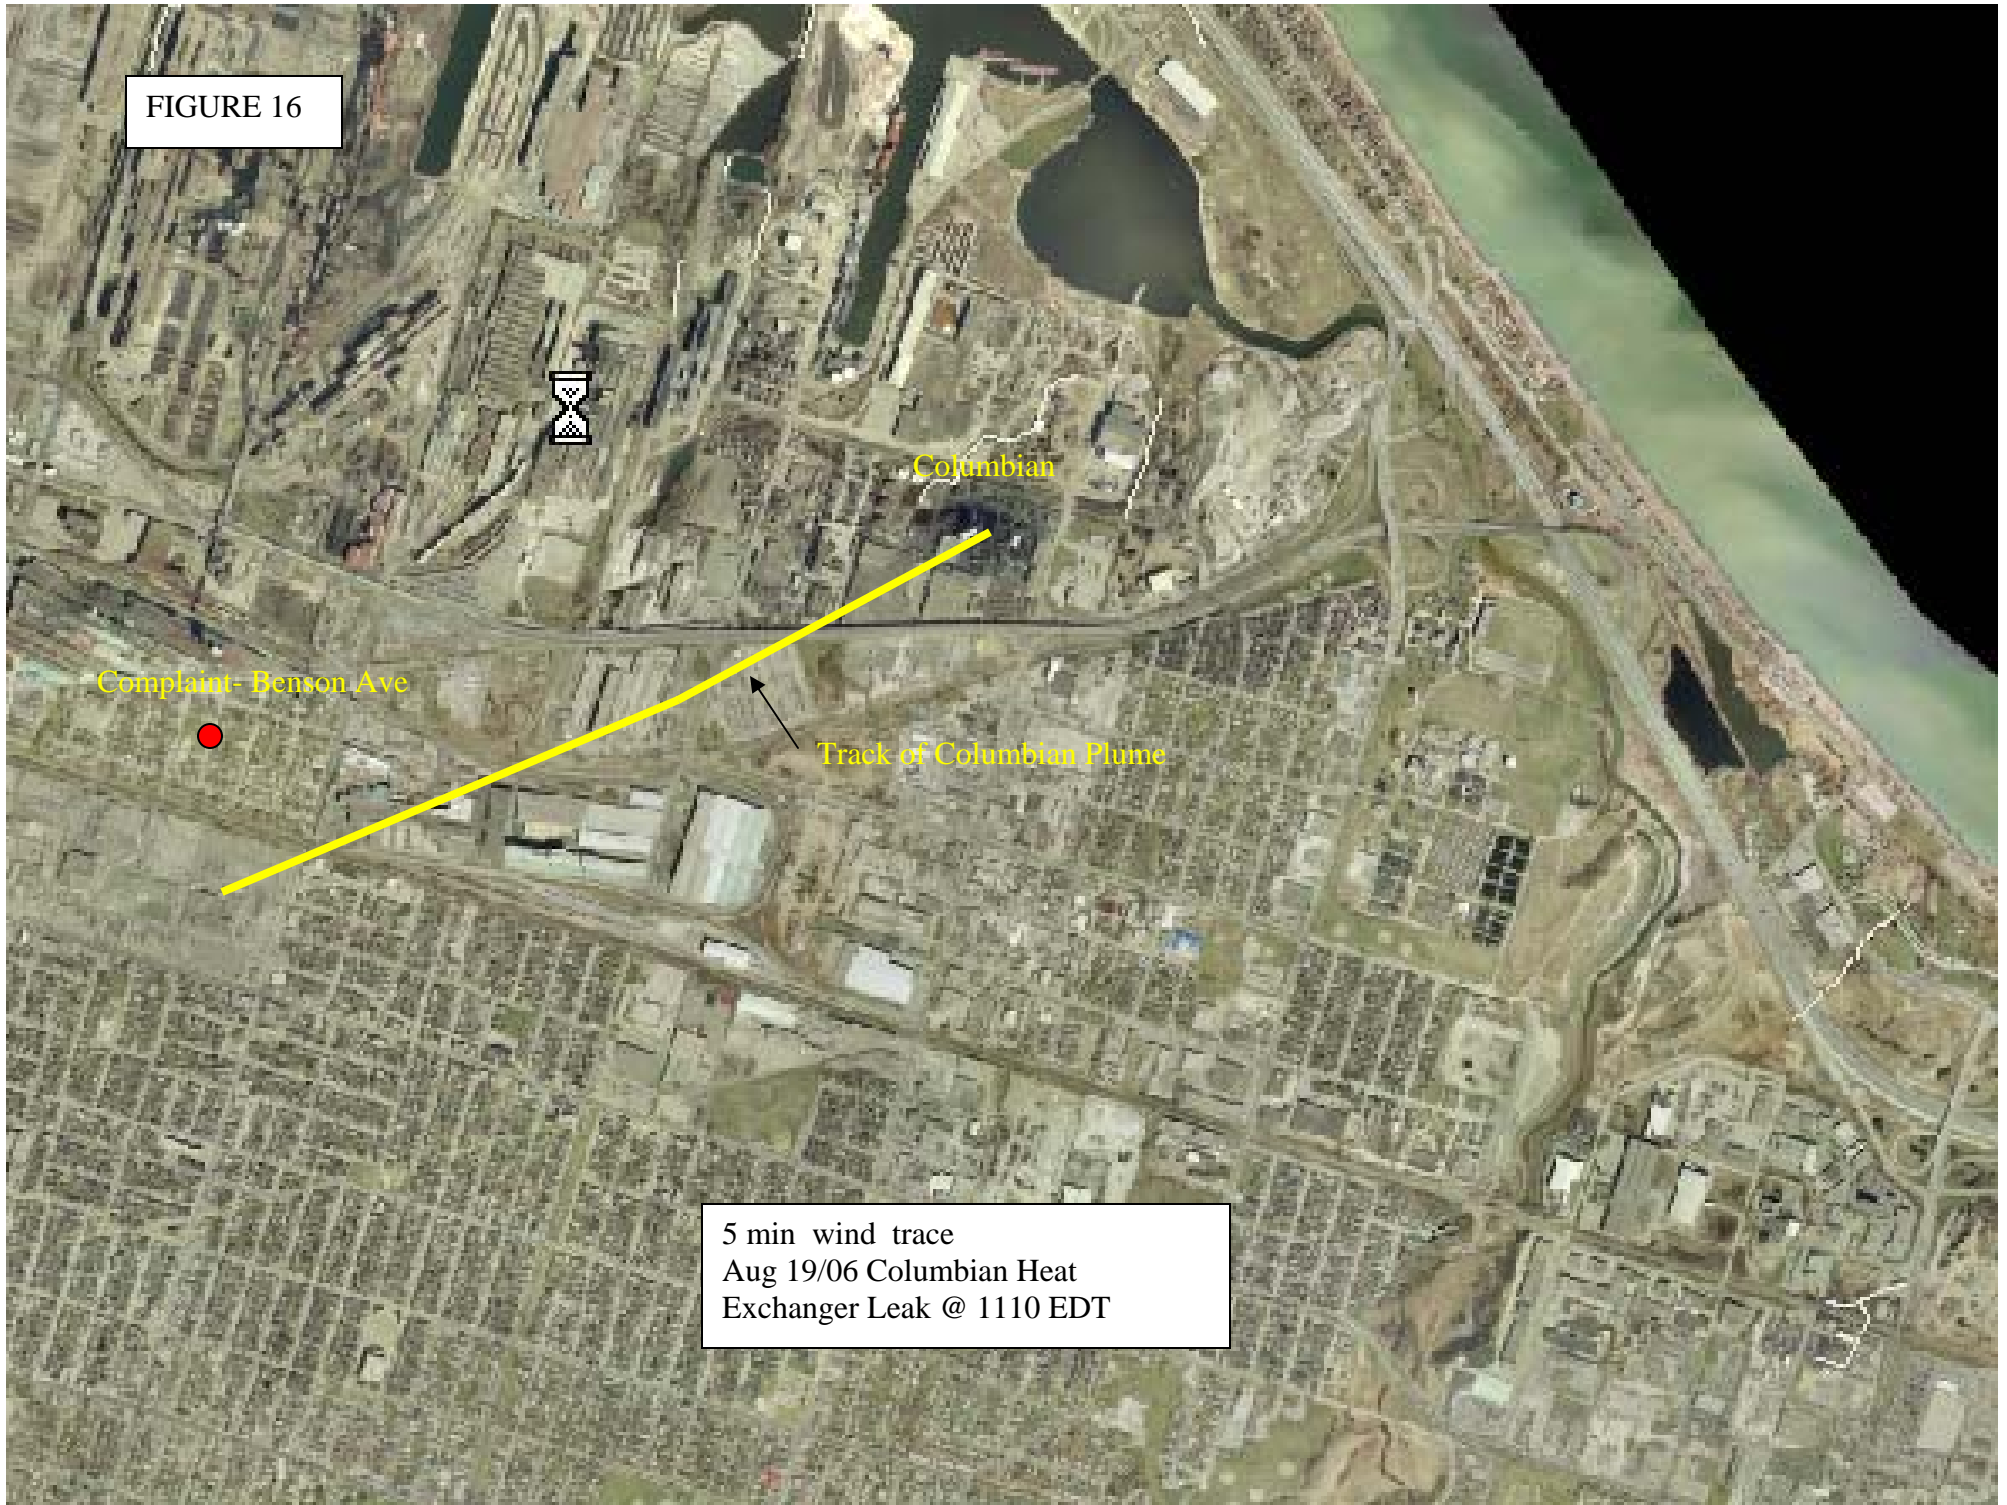 FIGURE 16
Columbian
Complaint- Benson Ave
Track of Columbian Plume
5 min wind trace
Aug 19/06 Columbian Heat
Exchanger Leak @ 1110 EDT